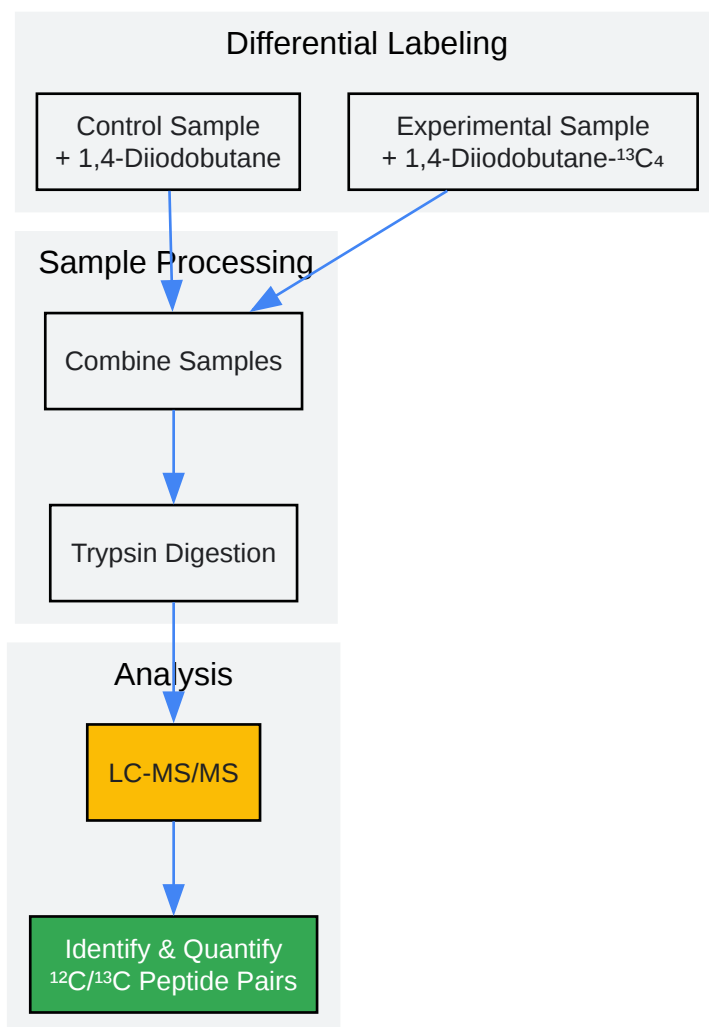 Differential Labeling
Control Sample
+ 1,4-Diiodobutane
Experimental Sample
+ 1,4-Diiodobutane-¹³C₄
Sample Processing
Combine Samples
Trypsin Digestion
Analysis
LC-MS/MS
Identify & Quantify
¹²C/¹³C Peptide Pairs